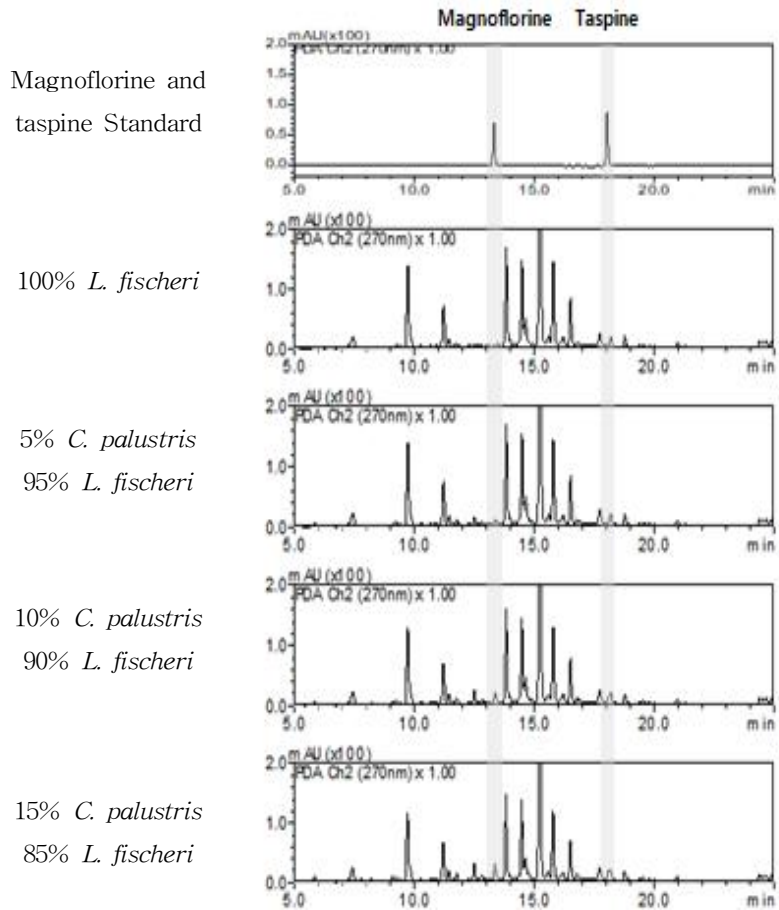 Magnoflorine Taspine
Magnoflorine and
taspine Standard
mAU(x100)
PDA Ch2 (270nm) x 1.00
2.0
1.5
1.0
0.5
0.0
5.0 10.0 15.0 20.0 min
100% L. fischeri
mAU (x100)
PDA Ch2 (270nm) x 1.00
2.0
1.0
0.0
5.0 10.0 15.0 20.0 min
5% C. palustris
95% L. fischeri
mAU (x100)
PDA Ch2 (270nm) x 1.00
2.0
1.0
0.0
5.0 10.0 15.0 20.0 min
10% C. palustris
90% L. fischeri
mAU (x100)
PDA Ch2 (270nm) x 1.00
2.0
1.0
0.0
5.0 10.0 15.0 20.0 min
15% C. palustris
85% L. fischeri
mAU (x100)
PDA Ch2 (270nm) x 1.00
2.0
1.0
0.0
5.0 10.0 15.0 20.0 min